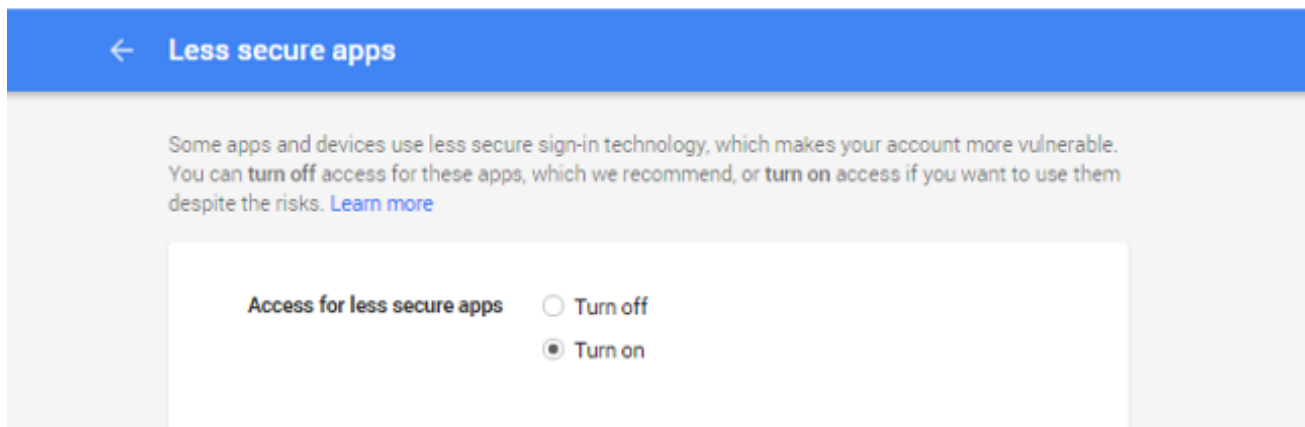 Less secure apps
Some apps and devices use less secure sign-in technology, which makes your account more vulnerable.
You can turn off access for these apps, which we recommend, or turn on access if you want to use them
despite the risks. Learn more
Access for less secure apps
Turn off
Turn on